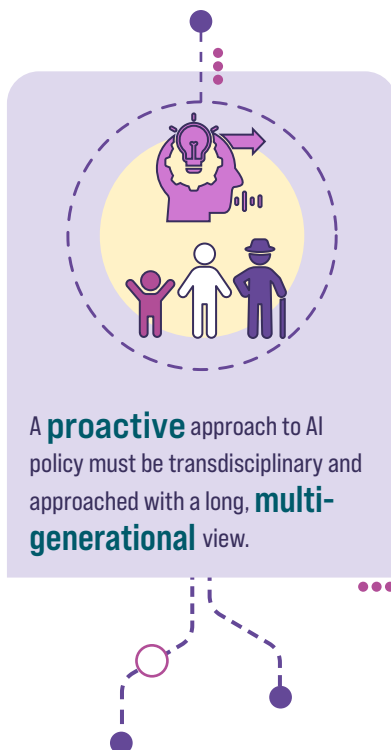 A proactive approach to AI
policy must be transdisciplinary and
approached with a long, multi-
generational view.